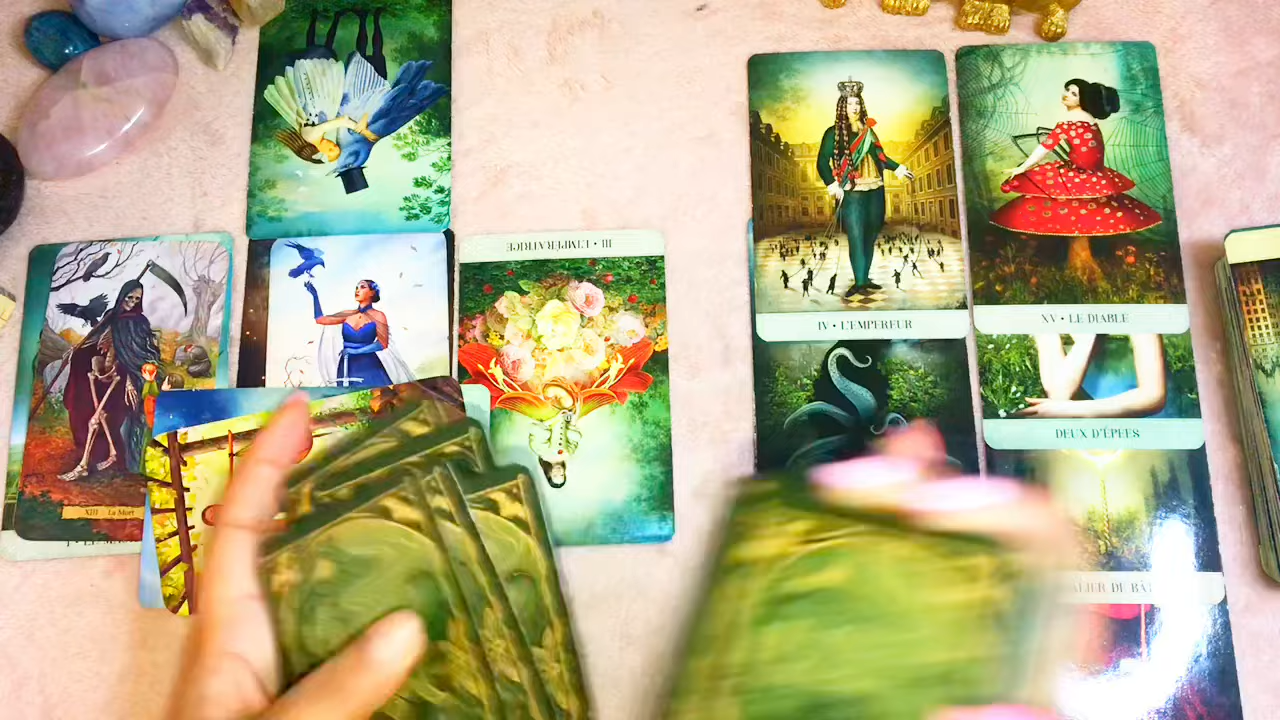 III • L'IMPÉRATRICE
IV • L'EMPEREUR
XV • LE DIABLE
DEUX D'ÉPÉES
XIII La Mort